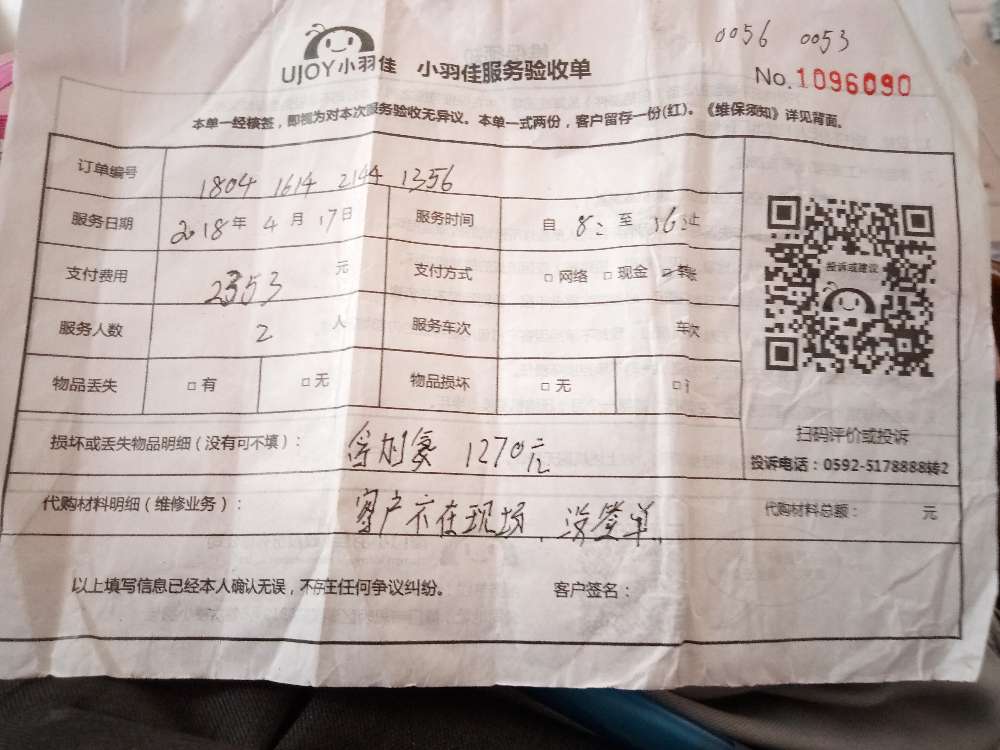 0056 0053
UJOY小羽佳 小羽佳服务验收单
No.1096090
本单一经核签，即视为对本次服务验收无异议。本单一式两份，客户留存一份(红)。《维保须知》详见背面。
订单编号 1804 1614 2144 1356
服务日期 2018年4月17日 服务时间 自 8: 至 16: 止
支付费用 2353 元 支付方式 □网络 □现金 □转账
服务人数 2 人 服务车次 车次
物品丢失 □有 □无 物品损坏 □无 □
投诉或建议
扫码评价或投诉
投诉电话：0592-5178888转2
损坏或丢失物品明细（没有可不填）： 1270元
代购材料明细（维修业务）： 客户不在现场、没签单、 代购材料总额： 元
以上填写信息已经本人确认无误，不存在任何争议纠纷。 客户签名：